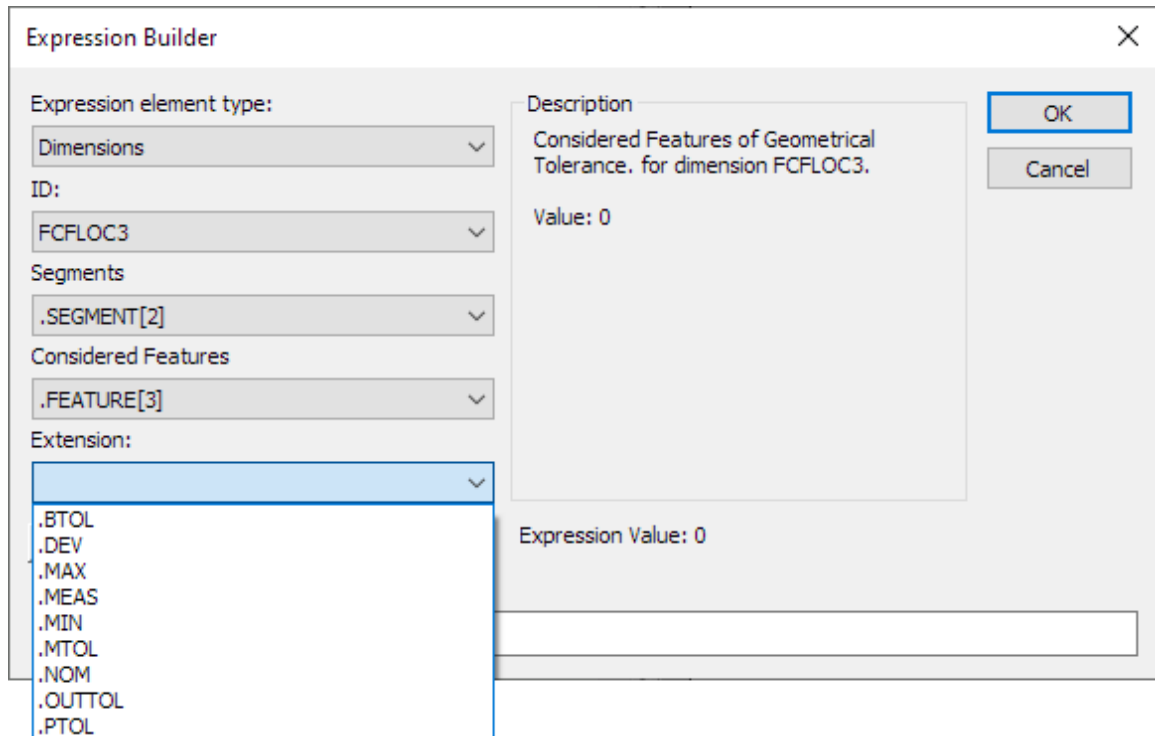 Expression Builder
Expression element type:
Dimensions
ID:
FCFLOC3
Segments
.SEGMENT[2]
Considered Features
.FEATURE[3]
Extension:
.BTOL
.DEV
.MAX
.MEAS
.MIN
.MTOL
.NOM
.OUTTOL
.PTOL
Description
Considered Features of Geometrical
Tolerance. for dimension FCFLOC3.
Value: 0
Expression Value: 0
OK
Cancel